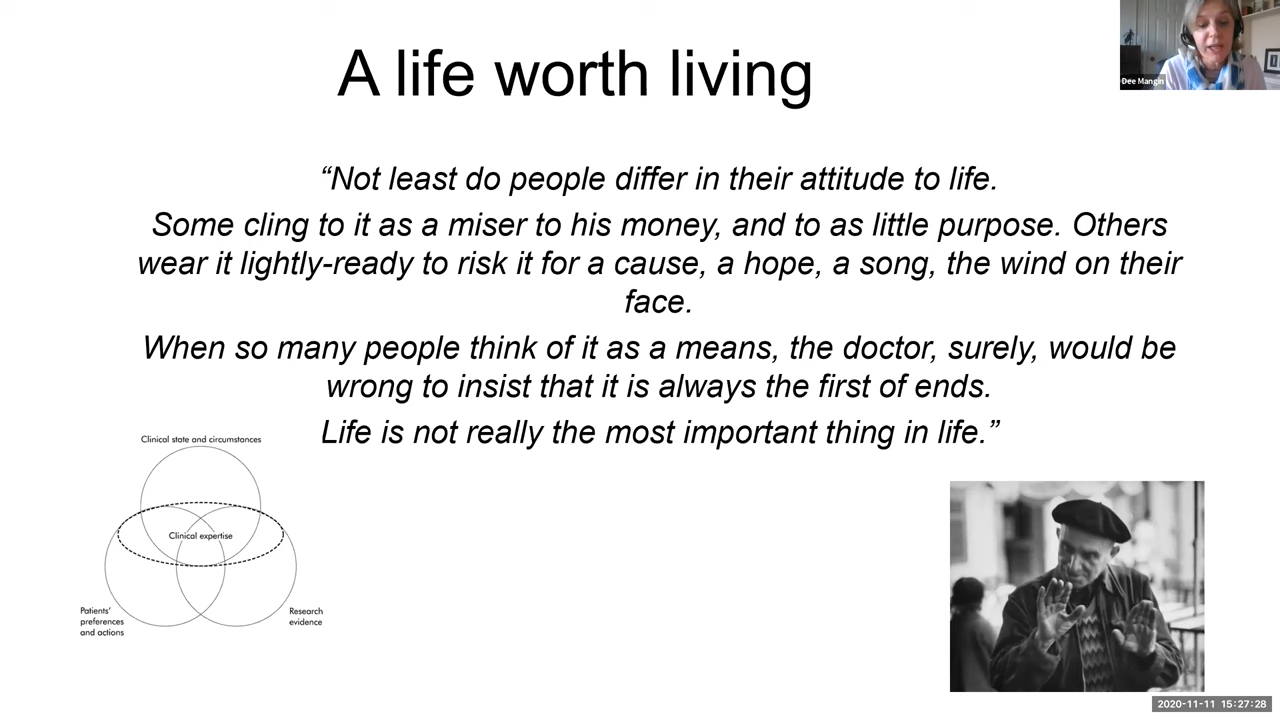 A life worth living
Dee Mangin
“Not least do people differ in their attitude to life.
Some cling to it as a miser to his money, and to as little purpose. Others
wear it lightly-ready to risk it for a cause, a hope, a song, the wind on their
face.
When so many people think of it as a means, the doctor, surely, would be
wrong to insist that it is always the first of ends.
Life is not really the most important thing in life.”
Clinical state and circumstances
Clinical expertise
Patients’
preferences
and actions
Research
evidence
2020-11-11 15:27:28